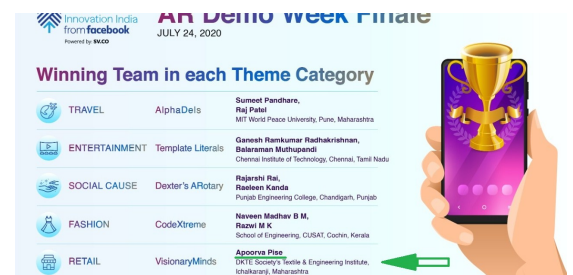 Innovation India
from facebook
Powered by: SV.CO
AR Demo Week Finale
JULY 24, 2020
Winning Team in each Theme Category
TRAVEL
AlphaDels
Sumeet Pandhare,
Raj Patel
MIT World Peace University, Pune, Maharashtra
ENTERTAINMENT
Template Literals
Ganesh Ramkumar Radhakrishnan,
Balaraman Muthupandi
Chennai Institute of Technology, Chennai, Tamil Nadu
SOCIAL CAUSE
Dexter's ARotary
Rajarshi Rai,
Raeleen Kanda
Punjab Engineering College, Chandigarh, Punjab
FASHION
CodeXtreme
Naveen Madhav B M,
Razwi M K
School of Engineering, CUSAT, Cochin, Kerala
RETAIL
VisionaryMinds
Apoorva Pise
DKTE Society's Textile & Engineering Institute,
Ichalkaranji, Maharashtra